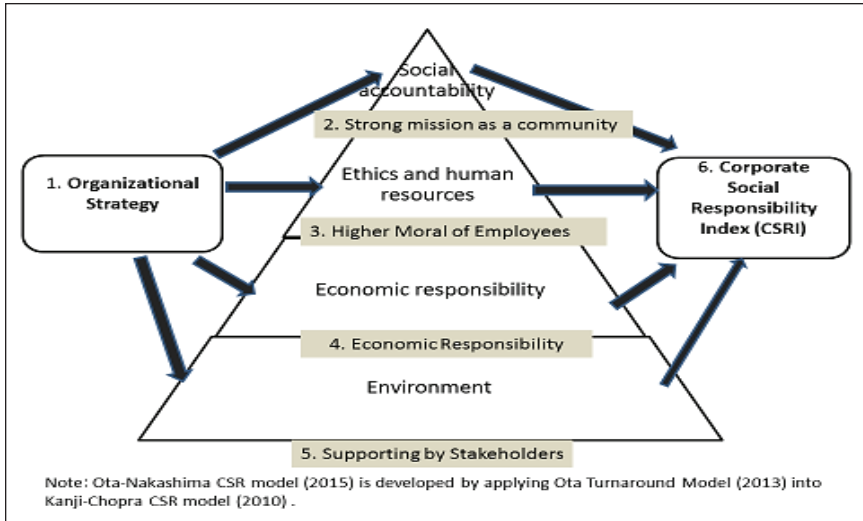 Social
accountability
2. Strong mission as a community
1. Organizational
Strategy
Ethics and human
resources
6. Corporate
Social
Responsibility
Index (CSRI)
3. Higher Moral of Employees
Economic responsibility
4. Economic Responsibility
Environment
5. Supporting by Stakeholders
Note: Ota-Nakashima CSR model (2015) is developed by applying Ota Turnaround Model (2013) into
Kanji-Chopra CSR model (2010) .